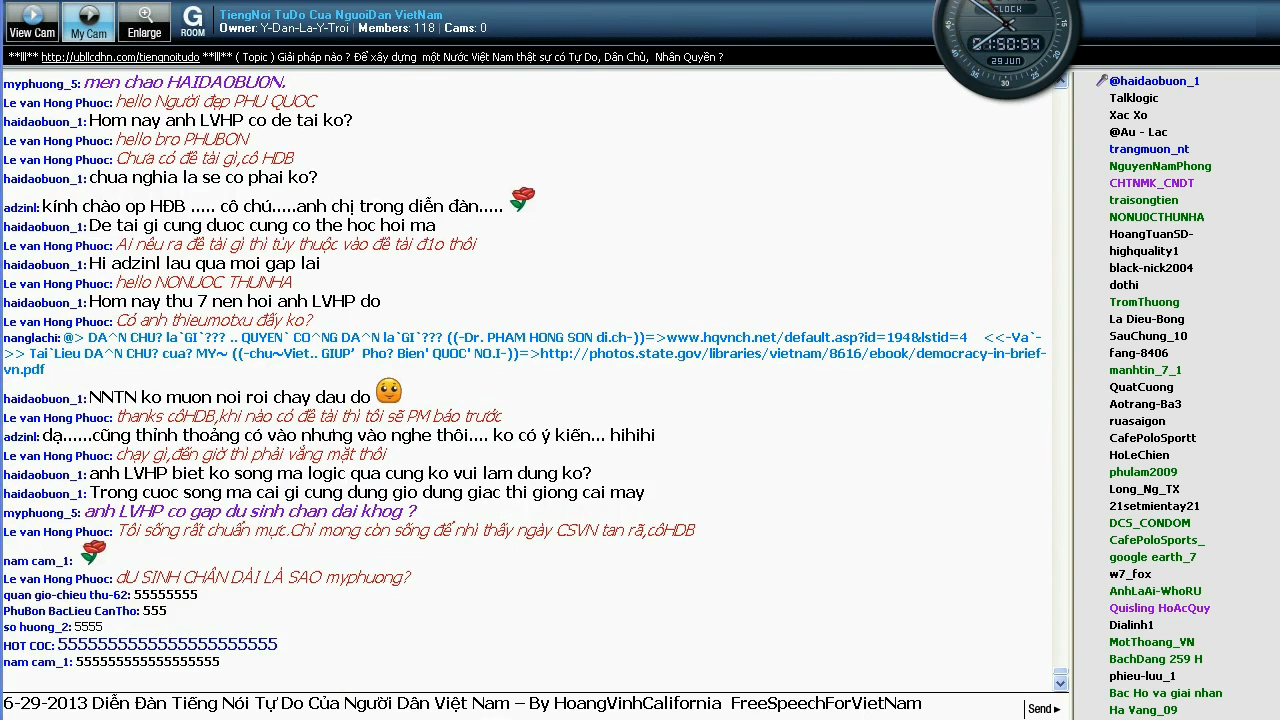 View Cam
My Cam
Enlarge
G
ROOM
TiengNoi TuDo Cua NguoiDan VietNam
Owner: Y-Dan-La-Y-Troi | Members: 118 | Cams: 0
CLOCK
01:50:54
29 JUN
**lll** http://ubllcdhn.com/tiengnoitudo **lll** ( Topic ) Giải pháp nào ? Để xây dựng một Nước Việt Nam thật sự có Tự Do, Dân Chủ, Nhân Quyền ?
myphuong_5: men chao HAIDAOBUON.
Le van Hong Phuoc: hello Người đẹp PHU QUOC
haidaobuon_1: Hom nay anh LVHP co de tai ko?
Le van Hong Phuoc: hello bro PHUBON
Le van Hong Phuoc: Chưa có đề tài gì,cô HDB
haidaobuon_1: chua nghia la se co phai ko?
adzinl: kính chào op HĐB ..... cô chú.....anh chị trong diễn đàn.....
haidaobuon_1: De tai gi cung duoc cung co the hoc hoi ma
Le van Hong Phuoc: Ai nêu ra đề tài gì thì tùy thuộc vào đề tài đ1o thôi
haidaobuon_1: Hi adzinl lau qua moi gap lai
Le van Hong Phuoc: hello NONUOC THUNHA
haidaobuon_1: Hom nay thu 7 nen hoi anh LVHP do
Le van Hong Phuoc: Có anh thieumotxu đây ko?
nanglachi: @> DA^N CHU? la`GI`??? .. QUYEN` CO^NG DA^N la`GI`??? ((-Dr. PHAM HONG SON di.ch-))=>www.hqvnch.net/default.asp?id=194&lstid=4 <<-Va`-
>> Tai`Lieu DA^N CHU? cua? MY~ ((-chu~Viet.. GIUP' Pho? Bien' QUOC' NO.I-))=>http://photos.state.gov/libraries/vietnam/8616/ebook/democracy-in-brief-
vn.pdf
haidaobuon_1: NNTN ko muon noi roi chay dau do
Le van Hong Phuoc: thanks côHDB,khi nào có đề tài thì tôi sẽ PM báo trước
adzinl: dạ......cũng thỉnh thoảng có vào nhưng vào nghe thôi.... ko có ý kiến... hihihi
Le van Hong Phuoc: chạy gì,đến giờ thì phải vắng mặt thôi
haidaobuon_1: anh LVHP biet ko song ma logic qua cung ko vui lam dung ko?
haidaobuon_1: Trong cuoc song ma cai gi cung dung gio dung giac thi giong cai may
myphuong_5: anh LVHP co gap du sinh chan dai khog ?
Le van Hong Phuoc: Tôi sống rất chuẩn mực.Chỉ mong còn sống để nhì thấy ngày CSVN tan rã,côHDB
nam cam_1:
Le van Hong Phuoc: dU SINH CHÂN DÀI LÀ SAO myphuong?
quan gio-chieu thu-62: 55555555
PhuBon BacLieu CanTho: 555
so huong_2: 5555
HOT COC: 5555555555555555555555
nam cam_1: 555555555555555555
6-29-2013 Diễn Đàn Tiếng Nói Tự Do Của Người Dân Việt Nam – By HoangVinhCalifornia FreeSpeechForVietNam
Send
@haidaobuon_1
Talklogic
Xac Xo
@Au - Lac
trangmuon_nt
NguyenNamPhong
CHTNMK_CNDT
traisongtien
NONU0CTHUNHA
HoangTuanSD-
highquality1
black-nick2004
dothi
TromThuong
La Dieu-Bong
SauChung_10
fang-8406
manhtin_7_1
QuatCuong
Aotrang-Ba3
ruasaigon
CafePoloSportt
HoLeChien
phulam2009
Long_Ng_TX
21setmientay21
DCS_CONDOM
CafePoloSports_
google earth_7
w7_fox
AnhLaAi-WhoRU
Quisling HoAcQuy
Dialinh1
MotThoang_VN
BachDang 259 H
phieu-luu_1
Bac Ho va giai nhan
Ha Vang_09